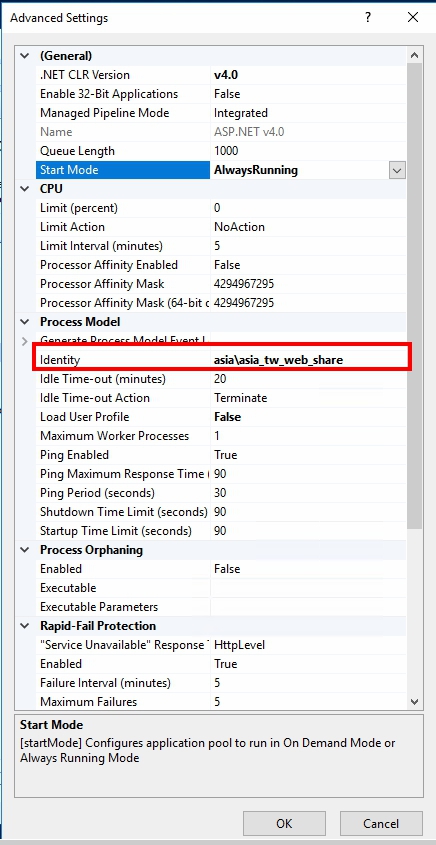 Advanced Settings
(General)
.NET CLR Version v4.0
Enable 32-Bit Applications False
Managed Pipeline Mode Integrated
Name ASP.NET v4.0
Queue Length 1000
Start Mode AlwaysRunning
CPU
Limit (percent) 0
Limit Action NoAction
Limit Interval (minutes) 5
Processor Affinity Enabled False
Processor Affinity Mask 4294967295
Processor Affinity Mask (64-bit c 4294967295
Process Model
Generate Process Model Event L
Identity asia\asia_tw_web_share
Idle Time-out (minutes) 20
Idle Time-out Action Terminate
Load User Profile False
Maximum Worker Processes 1
Ping Enabled True
Ping Maximum Response Time ( 90
Ping Period (seconds) 30
Shutdown Time Limit (seconds) 90
Startup Time Limit (seconds) 90
Process Orphaning
Enabled False
Executable
Executable Parameters
Rapid-Fail Protection
"Service Unavailable" Response T HttpLevel
Enabled True
Failure Interval (minutes) 5
Maximum Failures 5
Start Mode
[startMode] Configures application pool to run in On Demand Mode or
Always Running Mode
OK Cancel